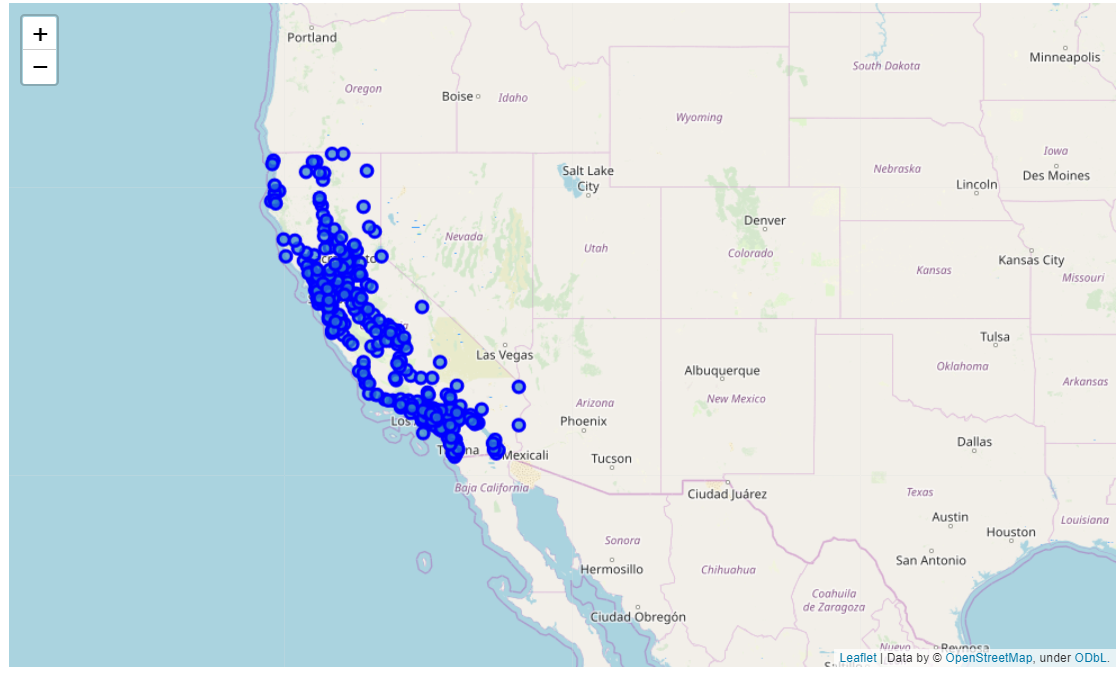 +
−
Portland
Minneapolis
South Dakota
Oregon
Boise
Idaho
Wyoming
Iowa
Nebraska
Salt Lake
City
Des Moines
Lincoln
Denver
Nevada
Utah
Colorado
Kansas City
Kansas
Missouri
Tulsa
Las Vegas
Oklahoma
Albuquerque
Arkansas
New Mexico
Arizona
Los
Phoenix
Dallas
Mexicali
Tucson
Baja California
Ciudad Juárez
Texas
Austin
Louisiana
Houston
Sonora
San Antonio
Hermosillo
Chihuahua
Coahuila
de Zaragoza
Ciudad Obregón
Nuevo
Reynosa
Leaflet | Data by © OpenStreetMap, under ODbL.